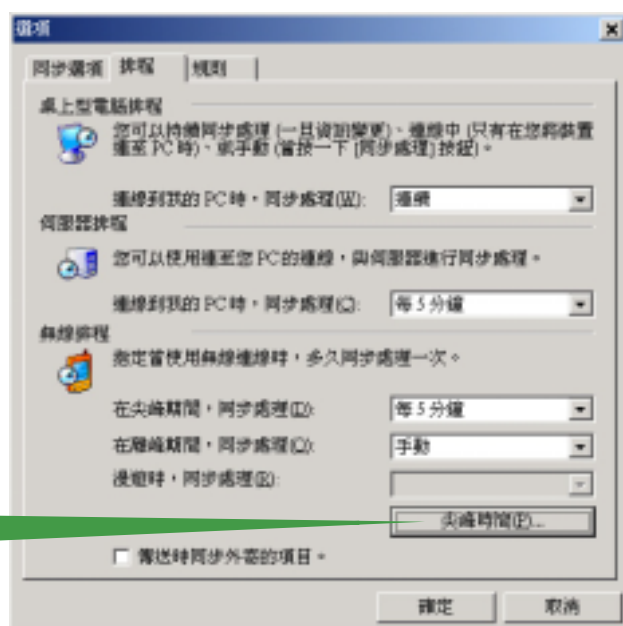 選項
同步選項 排程 規則
桌上型電腦排程
您可以持續同步處理 (一旦資訊變更)、連線中 (只有在您將裝置
連至 PC 時)、或手動 (當按一下 [同步處理] 按鈕)。
連線到我的 PC 時,同步處理(W): 連續
伺服器排程
您可以使用連至您 PC 的連線,與伺服器進行同步處理。
連線到我的 PC 時,同步處理(C): 每 5 分鐘
無線排程
指定當使用無線連線時,多久同步處理一次。
在尖峰期間,同步處理(D): 每 5 分鐘
在離峰期間,同步處理(O): 手動
漫遊時,同步處理(R):
尖峰時間(P)...
傳送時同步外寄的項目。
確定 取消